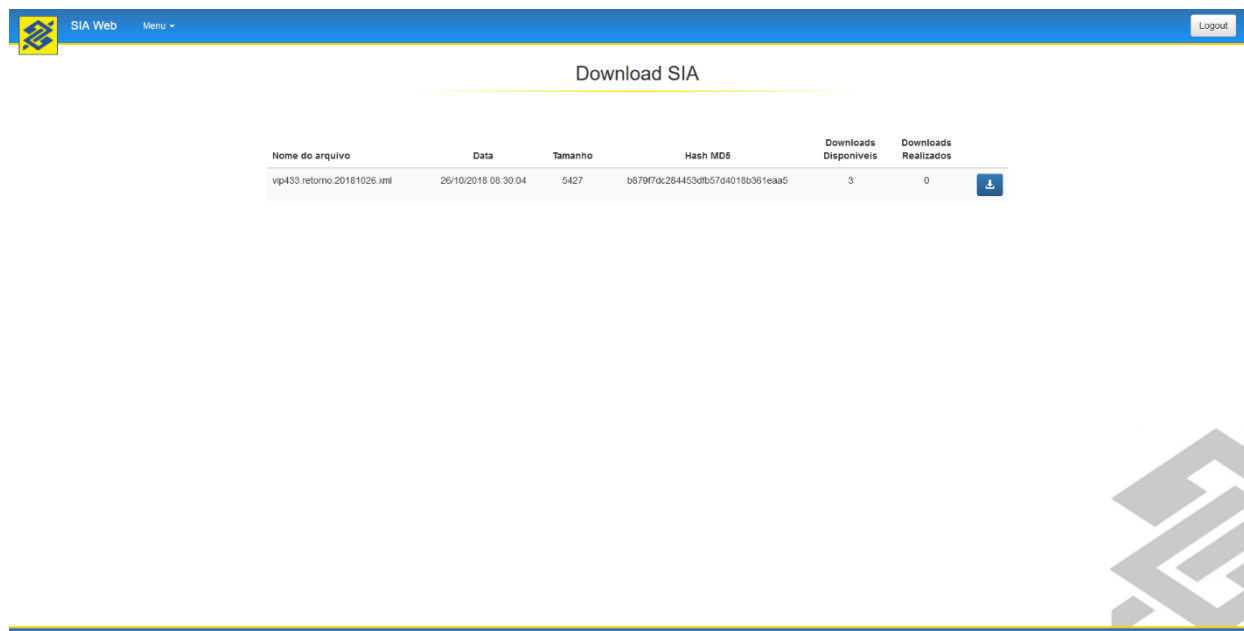 SIA Web Menu Logout
Download SIA
Nome do arquivo Data Tamanho Hash MD5 Downloads Disponíveis Downloads Realizados
vip433.retorno.20181026.xml 26/10/2018 08:30:04 5427 b879f7dc284453dfb57d4018b361eaa5 3 0